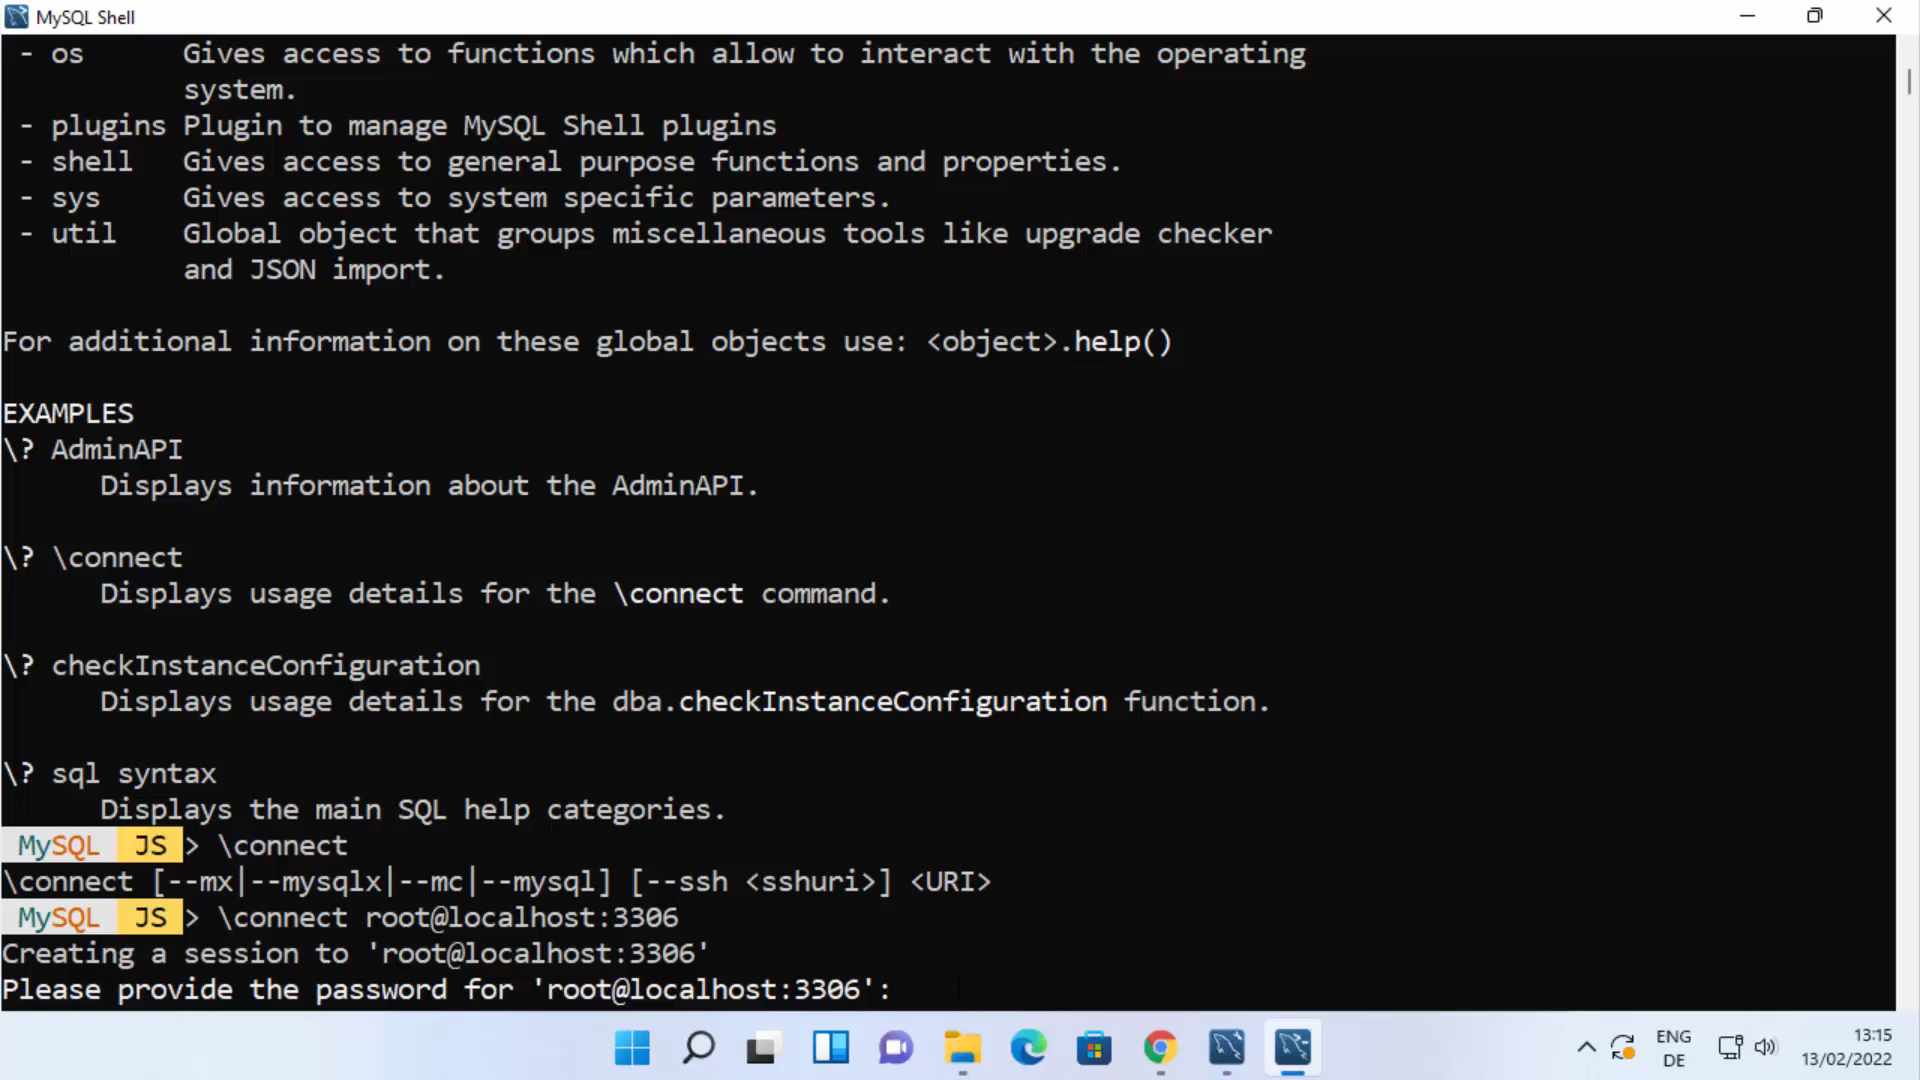 MySQL Shell
- os      Gives access to functions which allow to interact with the operating
          system.
- plugins Plugin to manage MySQL Shell plugins
- shell   Gives access to general purpose functions and properties.
- sys     Gives access to system specific parameters.
- util    Global object that groups miscellaneous tools like upgrade checker
          and JSON import.
For additional information on these global objects use: <object>.help()
EXAMPLES
\? AdminAPI
      Displays information about the AdminAPI.
\? \connect
      Displays usage details for the \connect command.
\? checkInstanceConfiguration
      Displays usage details for the dba.checkInstanceConfiguration function.
\? sql syntax
      Displays the main SQL help categories.
MySQL JS > \connect
\connect [--mx|--mysqlx|--mc|--mysql] [--ssh <sshuri>] <URI>
MySQL JS > \connect root@localhost:3306
Creating a session to 'root@localhost:3306'
Please provide the password for 'root@localhost:3306':
ENG
DE
13:15
13/02/2022